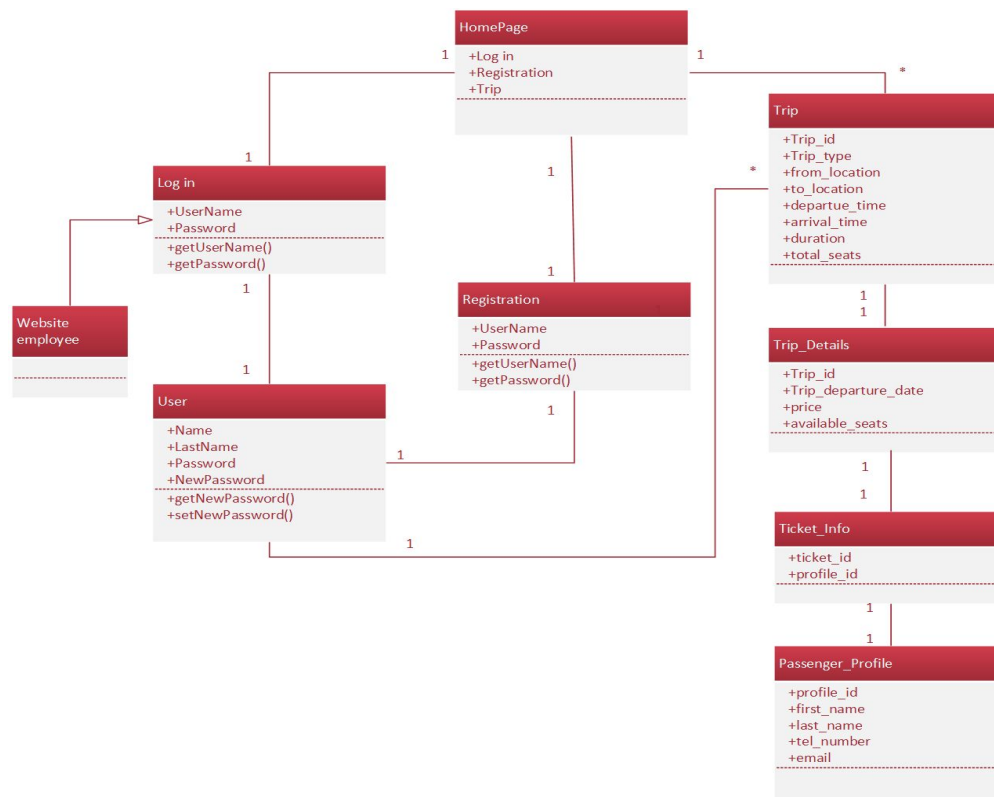 HomePage
+Log in
+Registration
+Trip
1
1
*
1
1
1
1
Log in
+UserName
+Password
+getUserName()
+getPassword()
1
1
Website
employee
Registration
+UserName
+Password
+getUserName()
+getPassword()
1
1
User
+Name
+LastName
+Password
+NewPassword
+getNewPassword()
+setNewPassword()
1
*
Trip
+Trip_id
+Trip_type
+from_location
+to_location
+departue_time
+arrival_time
+duration
+total_seats
1
1
Trip_Details
+Trip_id
+Trip_departure_date
+price
+available_seats
1
1
Ticket_Info
+ticket_id
+profile_id
1
1
Passenger_Profile
+profile_id
+first_name
+last_name
+tel_number
+email